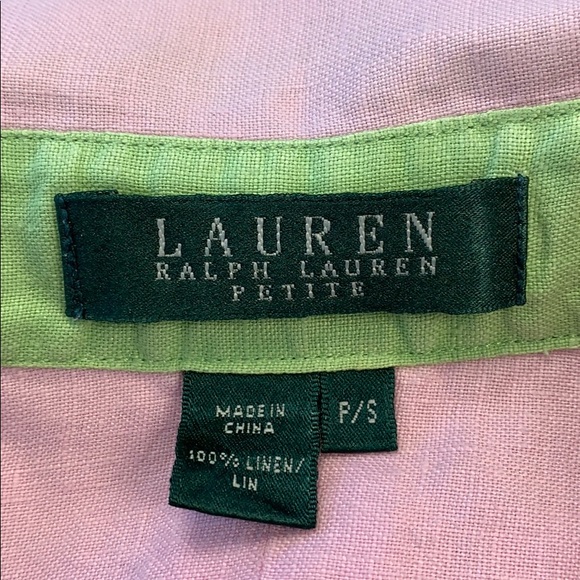 LAUREN
RALPH LAUREN
PETITE
MADE IN
CHINA
100% LINEN/
LIN
P/S